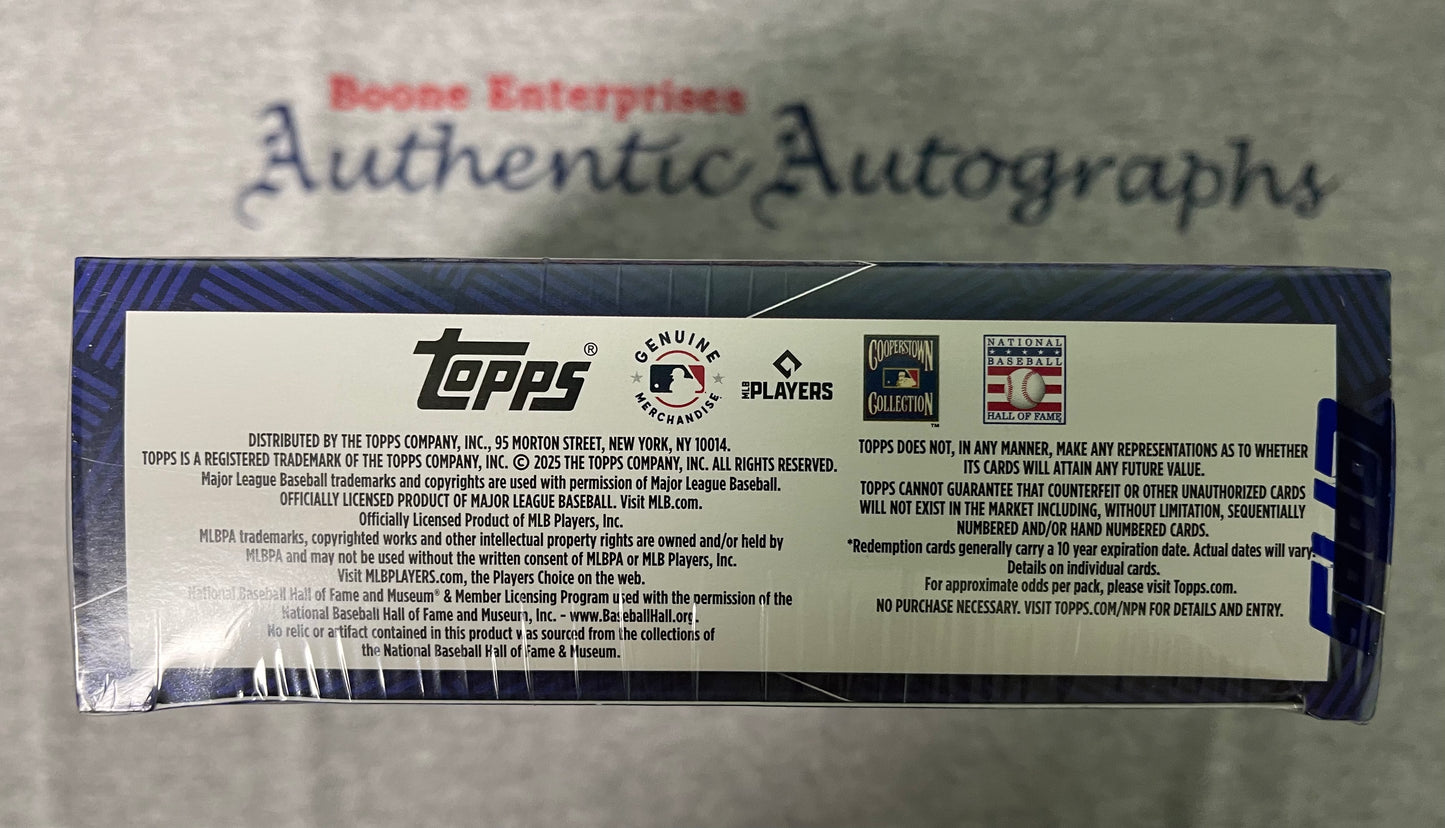 Boone Enterprises
Authentic Autographs
TOPPS®
GENUINE
MERCHANDISE
MLB PLAYERS
COOPERSTOWN
COLLECTION
TM
NATIONAL
BASEBALL
HALL OF FAME
DISTRIBUTED BY THE TOPPS COMPANY, INC., 95 MORTON STREET, NEW YORK, NY 10014.
TOPPS IS A REGISTERED TRADEMARK OF THE TOPPS COMPANY, INC. © 2025 THE TOPPS COMPANY, INC. ALL RIGHTS RESERVED.
Major League Baseball trademarks and copyrights are used with permission of Major League Baseball.
OFFICIALLY LICENSED PRODUCT OF MAJOR LEAGUE BASEBALL. Visit MLB.com.
Officially Licensed Product of MLB Players, Inc.
MLBPA trademarks, copyrighted works and other intellectual property rights are owned and/or held by
MLBPA and may not be used without the written consent of MLBPA or MLB Players, Inc.
Visit MLBPLAYERS.com, the Players Choice on the web.
National Baseball Hall of Fame and Museum® & Member Licensing Program used with the permission of the
National Baseball Hall of Fame and Museum, Inc. - www.BaseballHall.org.
No relic or artifact contained in this product was sourced from the collections of
the National Baseball Hall of Fame & Museum.
TOPPS DOES NOT, IN ANY MANNER, MAKE ANY REPRESENTATIONS AS TO WHETHER
ITS CARDS WILL ATTAIN ANY FUTURE VALUE.
TOPPS CANNOT GUARANTEE THAT COUNTERFEIT OR OTHER UNAUTHORIZED CARDS
WILL NOT EXIST IN THE MARKET INCLUDING, WITHOUT LIMITATION, SEQUENTIALLY
NUMBERED AND/OR HAND NUMBERED CARDS.
*Redemption cards generally carry a 10 year expiration date. Actual dates will vary.
Details on individual cards.
For approximate odds per pack, please visit Topps.com.
NO PURCHASE NECESSARY. VISIT TOPPS.COM/NPN FOR DETAILS AND ENTRY.